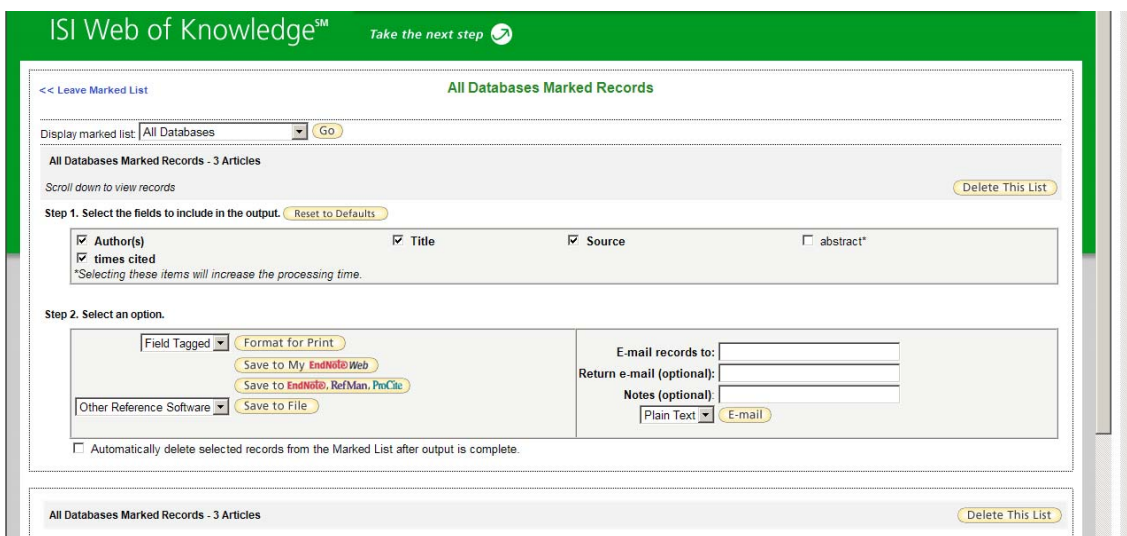 ISI Web of Knowledge℠ Take the next step
<< Leave Marked List All Databases Marked Records
Display marked list: All Databases Go
All Databases Marked Records - 3 Articles
Scroll down to view records Delete This List
Step 1. Select the fields to include in the output. Reset to Defaults
Author(s) Title Source abstract*
times cited
*Selecting these items will increase the processing time.
Step 2. Select an option.
Field Tagged Format for Print
Save to My EndNote Web
Save to EndNote, RefMan, ProCite
Other Reference Software Save to File
E-mail records to:
Return e-mail (optional):
Notes (optional):
Plain Text E-mail
Automatically delete selected records from the Marked List after output is complete.
All Databases Marked Records - 3 Articles Delete This List